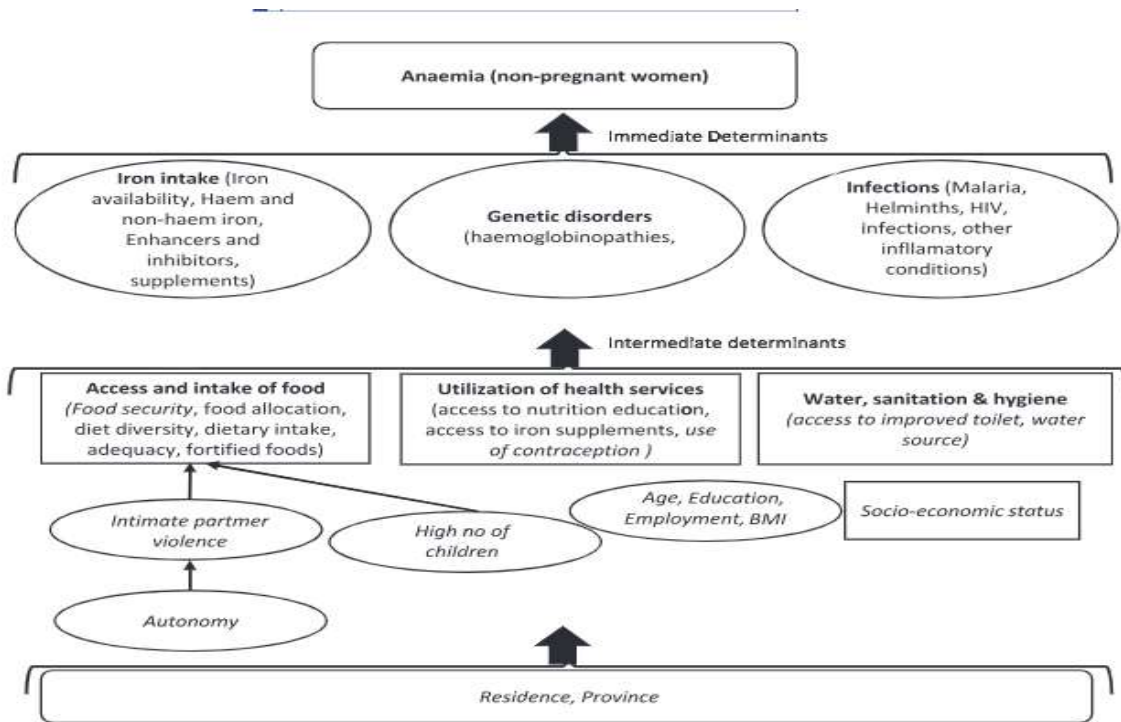 Anaemia (non-pregnant women)
Immediate Determinants
Iron intake (Iron
availability, Haem and
non-haem iron,
Enhancers and
inhibitors,
supplements)
Genetic disorders
(haemoglobinopathies,
Infections (Malaria,
Helminths, HIV,
infections, other
infllamatory
conditions)
Intermediate determinants
Access and intake of food
(Food security, food allocation,
diet diversity, dietary intake,
adequacy, fortified foods)
Utilization of health services
(access to nutrition education,
access to iron supplements, use
of contraception )
Water, sanitation & hygiene
(access to improved toilet, water
source)
Intimate partmer
violence
High no of
children
Age, Education,
Employment, BMI
Socio-economic status
Autonomy
Residence, Province